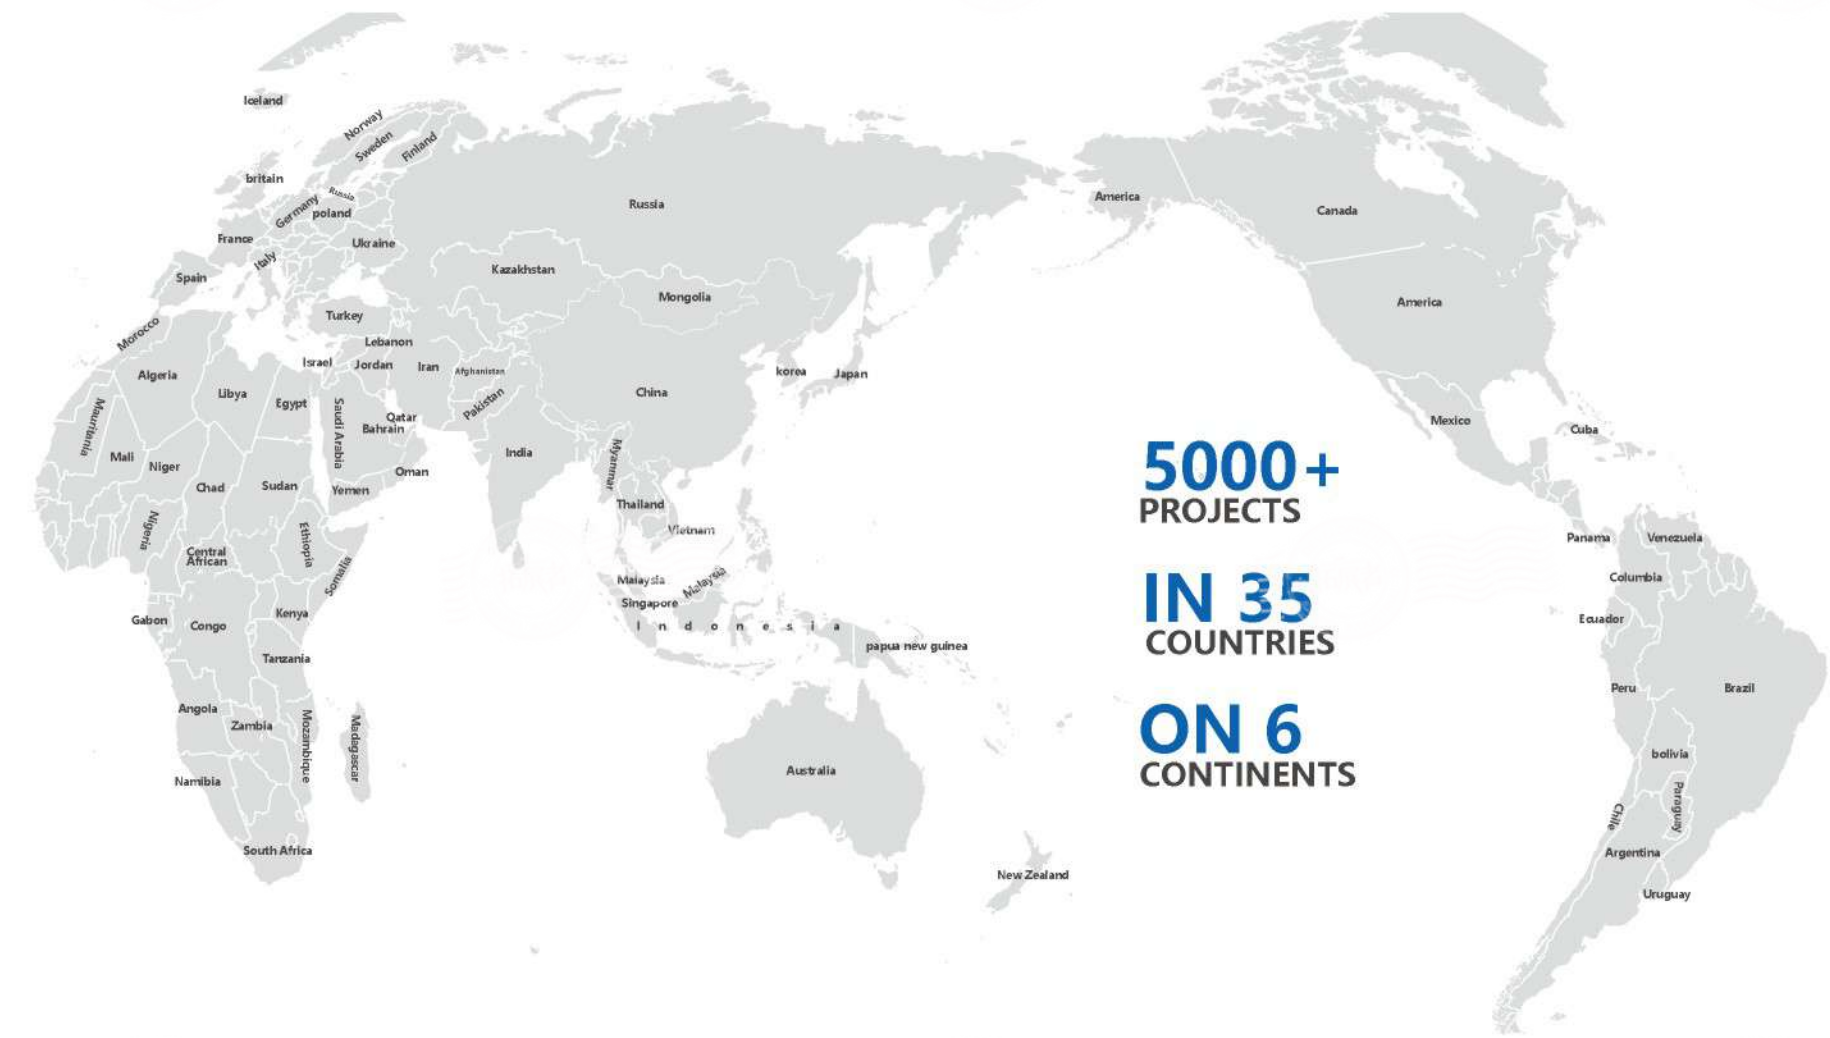 Iceland
Norway
Sweden
Finland
britain
Russia
Germany
poland
Russia
America
Canada
France
Ukraine
Italy
Spain
Kazakhstan
Mongolia
America
Turkey
Morocco
Lebanon
Israel
Jordan
Iran
Afghanistan
korea
Japan
Algeria
Libya
Egypt
Saudi Arabia
Qatar
Bahrain
Pakistan
China
Mexico
Cuba
Mauritania
Mali
Niger
Chad
Sudan
Yemen
Oman
India
Myanmar
Thailand
Vietnam
5000+
PROJECTS
Nigeria
Central
African
Ethiopia
Somalia
Panama
Venezuela
Malaysia
Malaysia
Singapore
Indonesia
papua new guinea
IN 35
COUNTRIES
Columbia
Ecuador
Gabon
Congo
Kenya
Tanzania
Angola
Zambia
Mozambique
Madagascar
Peru
Brazil
ON 6
CONTINENTS
Namibia
Australia
bolivia
Paraguay
Chile
South Africa
New Zealand
Argentina
Uruguay